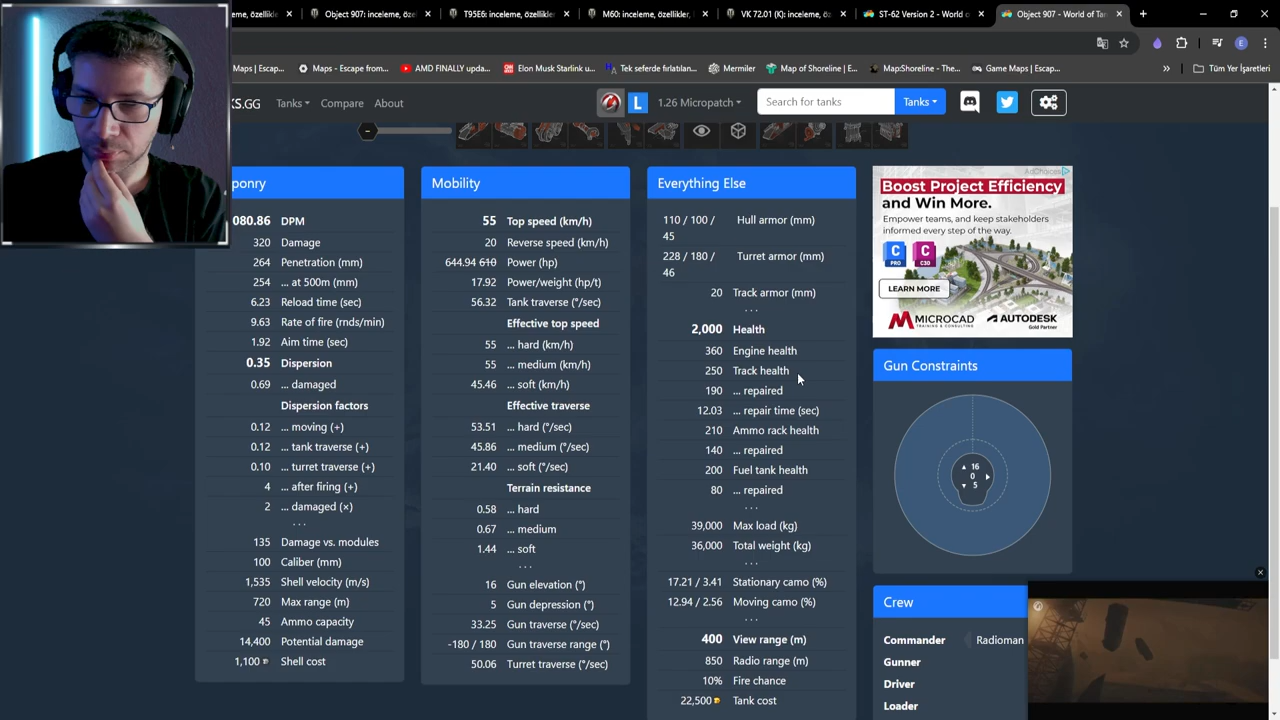 eme, özellikle
Object 907: inceleme, özel
T95E6: inceleme, özellikler
M60: inceleme, özellikler,
VK 72.01 (K): inceleme, öz
ST-62 Version 2 - World o
Object 907 - World of Tan
e Maps | Escap...
Maps - Escape from...
AMD FINALLY upda...
Elon Musk Starlink u...
Tek seferde fırlatılan...
Mermiler
Map of Shoreline | E...
Map:Shoreline - The...
Game Maps | Escap...
Tüm Yer İşaretleri
E
KS.GG
Tanks
Compare
About
L
1.26 Micropatch
Search for tanks
Tanks
ponry
080.86 DPM
320 Damage
264 Penetration (mm)
254 ... at 500m (mm)
6.23 Reload time (sec)
9.63 Rate of fire (rnds/min)
1.92 Aim time (sec)
0.35 Dispersion
0.69 ... damaged
Dispersion factors
0.12 ... moving (+)
0.12 ... tank traverse (+)
0.10 ... turret traverse (+)
4 ... after firing (+)
2 ... damaged (×)
...
135 Damage vs. modules
100 Caliber (mm)
1,535 Shell velocity (m/s)
720 Max range (m)
45 Ammo capacity
14,400 Potential damage
1,100 Shell cost
Mobility
55 Top speed (km/h)
20 Reverse speed (km/h)
644.94 610 Power (hp)
17.92 Power/weight (hp/t)
56.32 Tank traverse (°/sec)
Effective top speed
55 ... hard (km/h)
55 ... medium (km/h)
45.46 ... soft (km/h)
Effective traverse
53.51 ... hard (°/sec)
45.86 ... medium (°/sec)
21.40 ... soft (°/sec)
Terrain resistance
0.58 ... hard
0.67 ... medium
1.44 ... soft
...
16 Gun elevation (°)
5 Gun depression (°)
33.25 Gun traverse (°/sec)
-180 / 180 Gun traverse range (°)
50.06 Turret traverse (°/sec)
Everything Else
110 / 100 / Hull armor (mm)
45
228 / 180 / Turret armor (mm)
46
20 Track armor (mm)
...
2,000 Health
360 Engine health
250 Track health
190 ... repaired
12.03 ... repair time (sec)
210 Ammo rack health
140 ... repaired
200 Fuel tank health
80 ... repaired
...
39,000 Max load (kg)
36,000 Total weight (kg)
...
17.21 / 3.41 Stationary camo (%)
12.94 / 2.56 Moving camo (%)
...
400 View range (m)
850 Radio range (m)
10% Fire chance
22,500 Tank cost
AdChoices
Boost Project Efficiency
and Win More.
Empower teams, and keep stakeholders
informed every step of the way.
C
PRO
C
C3D
LEARN MORE
MICROCAD
TRAINING & CONSULTING
AUTODESK
Gold Partner
Gun Constraints
16
0
5
Crew
Commander Radioman
Gunner
Driver
Loader